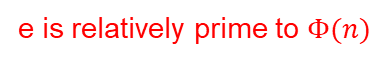 e is relatively prime to Φ(n)